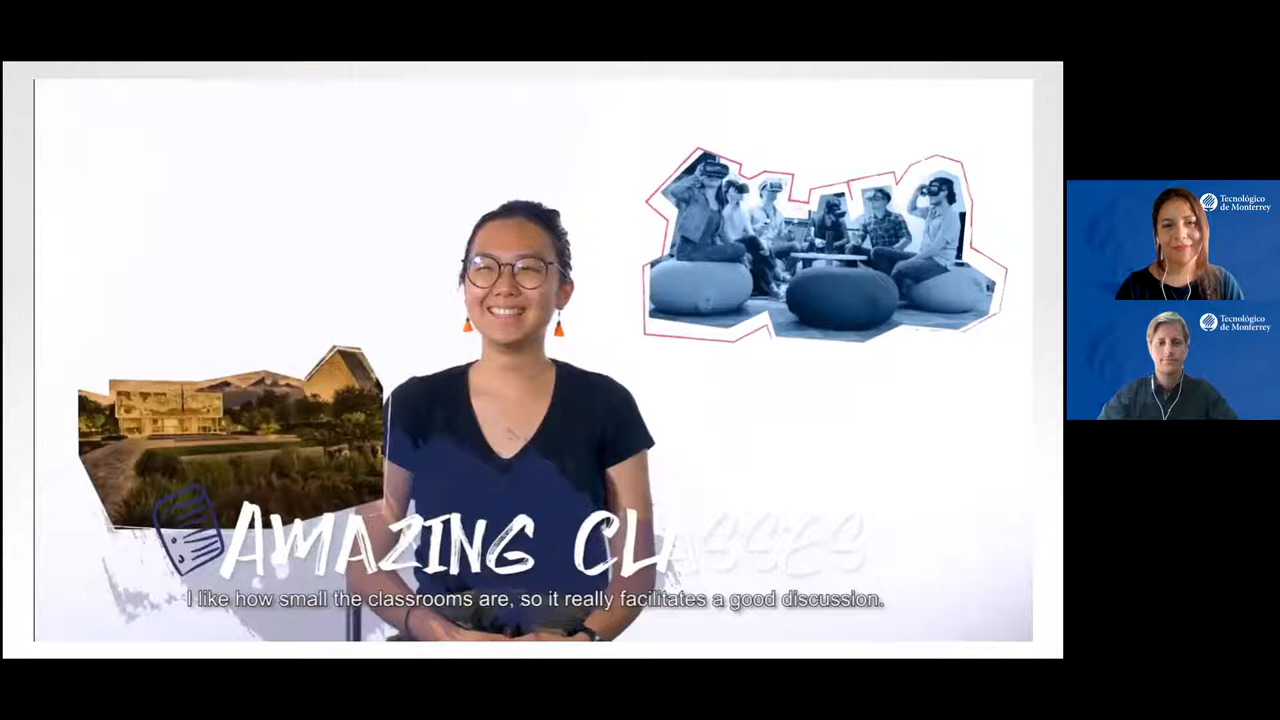 AMAZING CLASSES
I like how small the classrooms are, so it really facilitates a good discussion.
Tecnológico
de Monterrey
Tecnológico
de Monterrey